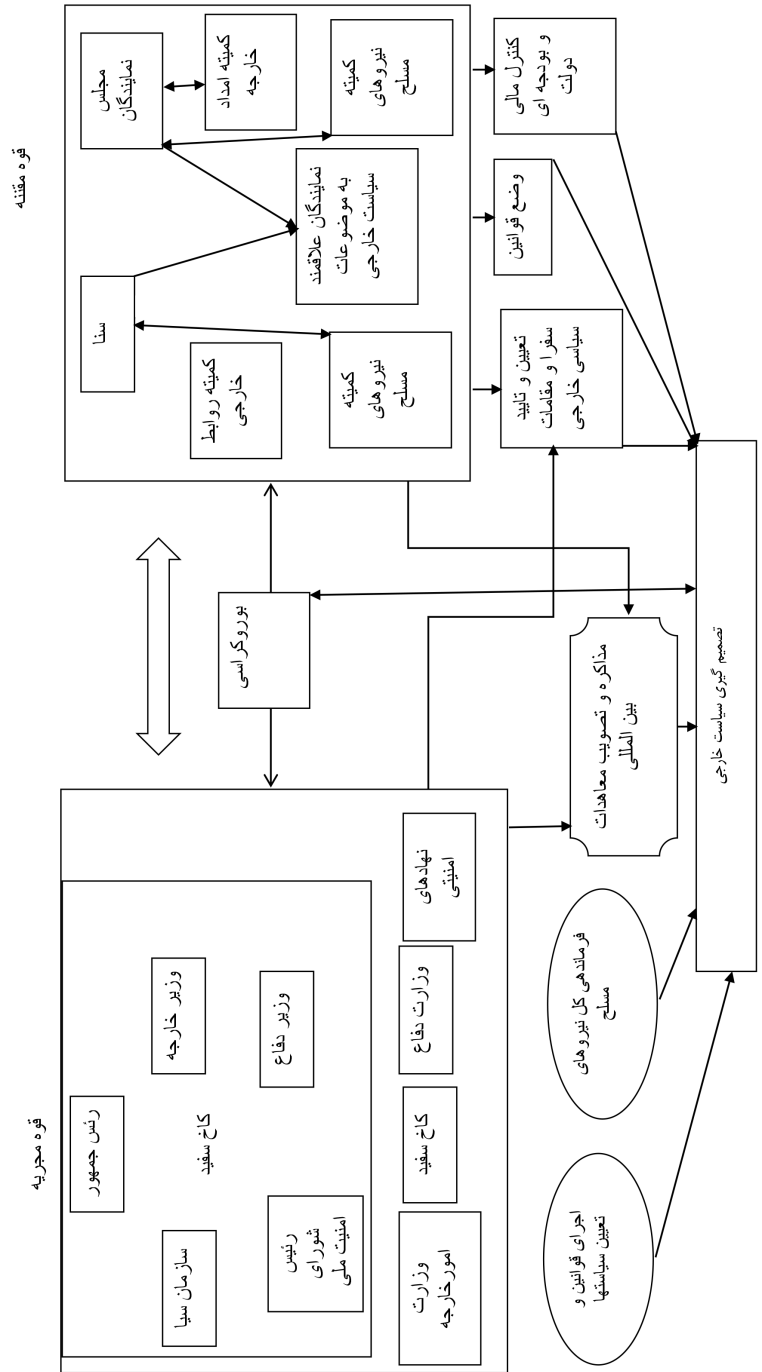 قوه مقننه
مجلس
نمایندگان
کمیته امداد
خارجه
کمیته
نیروهای
مسلح
نمایندگان علاقمند
به موضوعات
سیاست خارجی
سنا
کمیته روابط
خارجی
کمیته
نیروهای
مسلح
کنترل مالی
و بودجه ای
دولت
وضع قوانین
تعیین و تایید
سفرا و مقامات
سیاسی خارجی
بوروکراسی
قوه مجریه
رئس جمهور
وزیر خارجه
وزیر دفاع
کاخ سفید
سازمان سیا
رئیس
شورای
امنیت ملی
نهادهای
امنیتی
وزارت دفاع
کاخ سفید
وزارت
امورخارجه
مذاکره و تصویب معاهدات
بین المللی
فرماندهی کل نیروهای
مسلح
اجرای قوانین و
تعیین سیاستها
تصمیم گیری سیاست خارجی